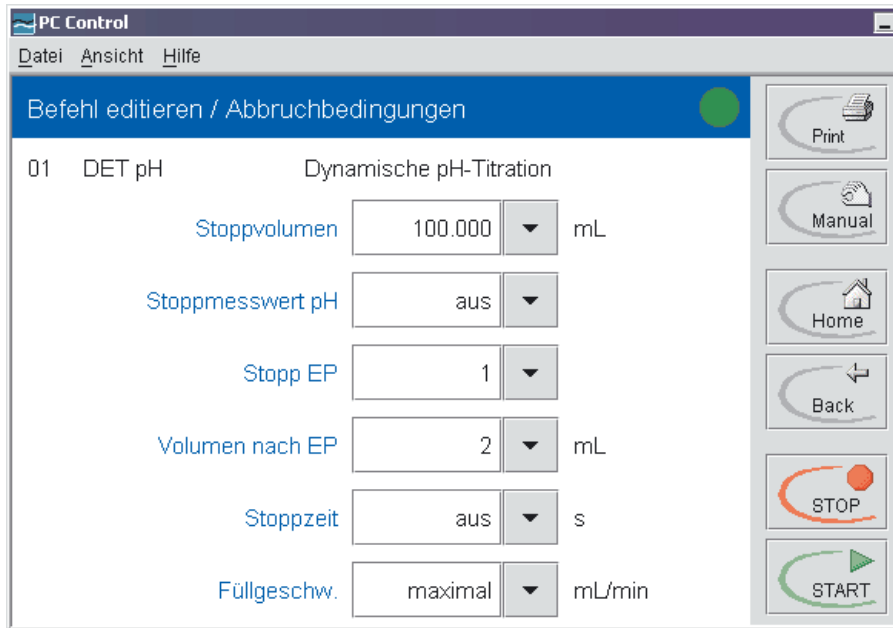 PC Control
Datei Ansicht Hilfe
Befehl editieren / Abbruchbedingungen
01 DET pH Dynamische pH-Titration
Stoppvolumen 100.000 mL
Stoppmesswert pH aus
Stopp EP 1
Volumen nach EP 2 mL
Stoppzeit aus s
Füllgeschw. maximal mL/min
Print
Manual
Home
Back
STOP
START